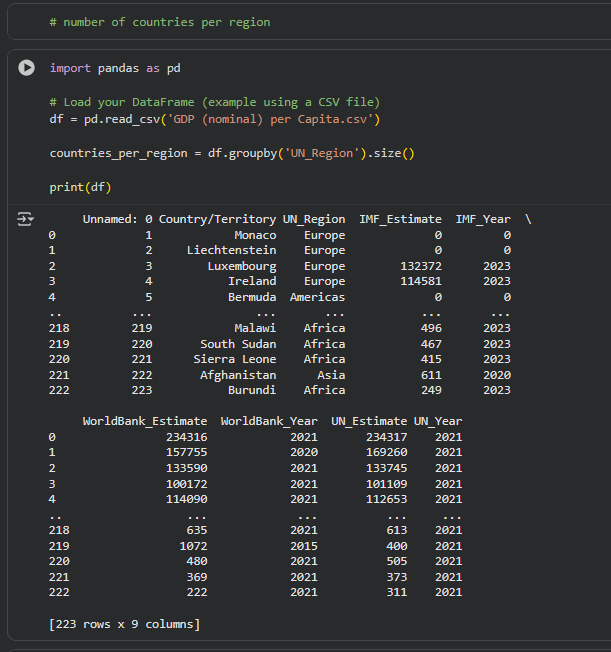 # number of countries per region
import pandas as pd
# Load your DataFrame (example using a CSV file)
df = pd.read_csv('GDP (nominal) per Capita.csv')
countries_per_region = df.groupby('UN_Region').size()
print(df)
Unnamed: 0 Country/Territory UN_Region IMF_Estimate IMF_Year \
0 1 Monaco Europe 0 0
1 2 Liechtenstein Europe 0 0
2 3 Luxembourg Europe 132372 2023
3 4 Ireland Europe 114581 2023
4 5 Bermuda Americas 0 0
.. ... ... ... ... ...
218 219 Malawi Africa 496 2023
219 220 South Sudan Africa 467 2023
220 221 Sierra Leone Africa 415 2023
221 222 Afghanistan Asia 611 2020
222 223 Burundi Africa 249 2023
WorldBank_Estimate WorldBank_Year UN_Estimate UN_Year
0 234316 2021 234317 2021
1 157755 2020 169260 2021
2 133590 2021 133745 2021
3 100172 2021 101109 2021
4 114090 2021 112653 2021
.. ... ... ... ...
218 635 2021 613 2021
219 1072 2015 400 2021
220 480 2021 505 2021
221 369 2021 373 2021
222 222 2021 311 2021
[223 rows x 9 columns]